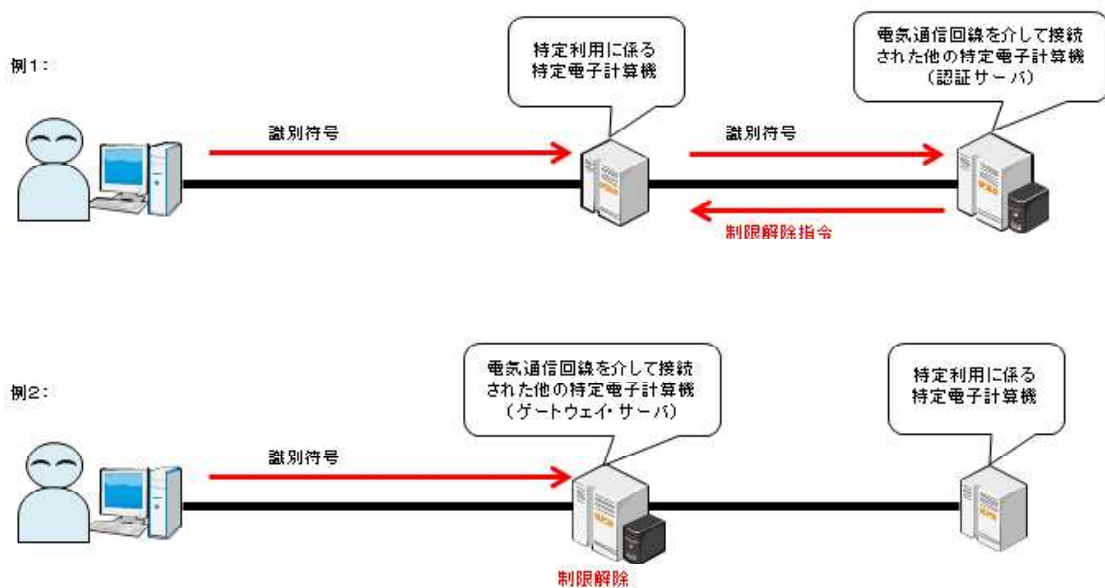 例1:
特定利用に係る
特定電子計算機
電気通信回線を介して接続
された他の特定電子計算機
(認証サーバ)
識別符号
識別符号
制限解除指令
例2:
電気通信回線を介して接続
された他の特定電子計算機
(ゲートウェイ・サーバ)
特定利用に係る
特定電子計算機
識別符号
制限解除